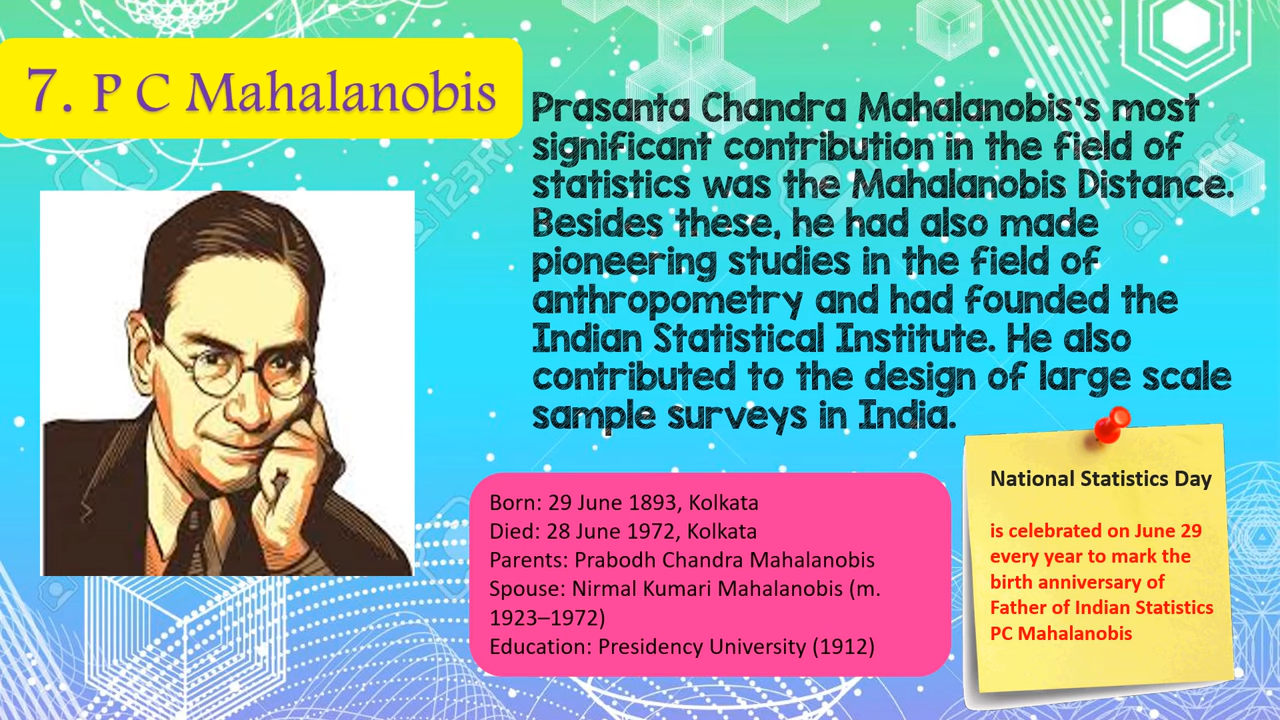 7. P C Mahalanobis
Prasanta Chandra Mahalanobis's most
significant contribution in the field of
statistics was the Mahalanobis Distance.
Besides these, he had also made
pioneering studies in the field of
anthropometry and had founded the
Indian Statistical Institute. He also
contributed to the design of large scale
sample surveys in India.
Born: 29 June 1893, Kolkata
Died: 28 June 1972, Kolkata
Parents: Prabodh Chandra Mahalanobis
Spouse: Nirmal Kumari Mahalanobis (m.
1923–1972)
Education: Presidency University (1912)
National Statistics Day
is celebrated on June 29
every year to mark the
birth anniversary of
Father of Indian Statistics
PC Mahalanobis
123RF
123RF
123RF